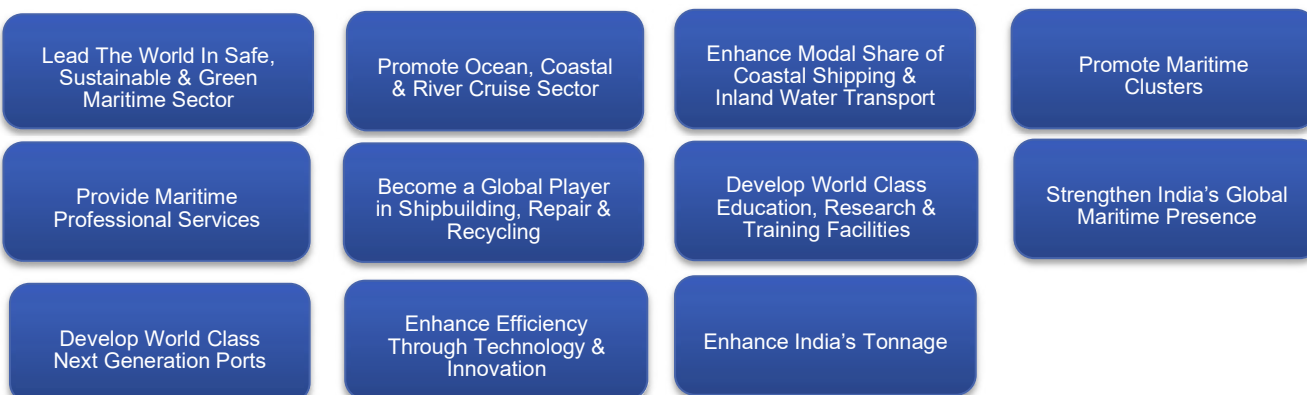 Lead The World In Safe,
Sustainable & Green
Maritime Sector
Promote Ocean, Coastal
& River Cruise Sector
Enhance Modal Share of
Coastal Shipping &
Inland Water Transport
Promote Maritime
Clusters
Provide Maritime
Professional Services
Become a Global Player
in Shipbuilding, Repair &
Recycling
Develop World Class
Education, Research &
Training Facilities
Strengthen India’s Global
Maritime Presence
Develop World Class
Next Generation Ports
Enhance Efficiency
Through Technology &
Innovation
Enhance India’s Tonnage